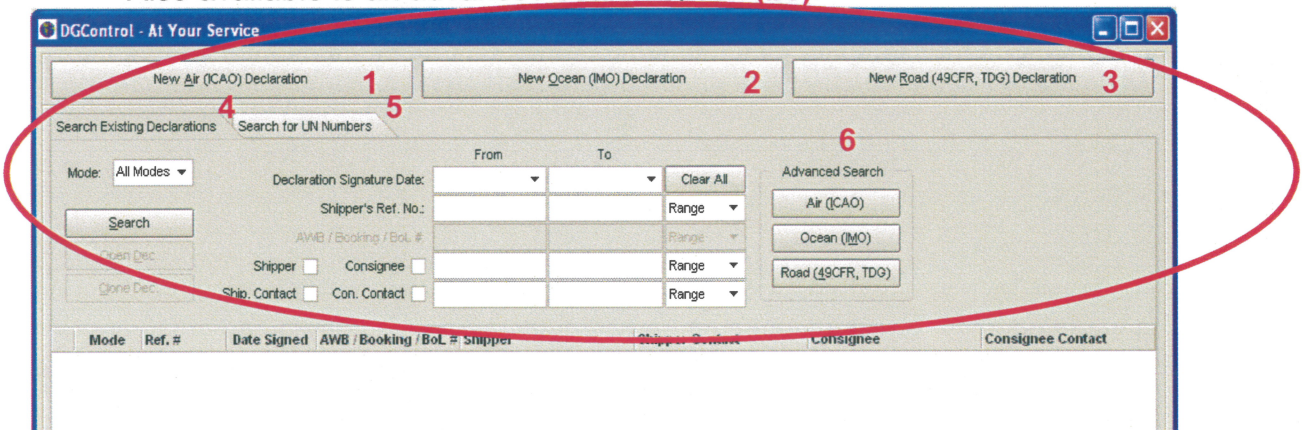 DGControl - At Your Service
New Air (ICAO) Declaration 1 New Ocean (IMO) Declaration 2 New Road (49CFR, TDG) Declaration 3
4 5
Search Existing Declarations Search for UN Numbers
6
From To
Mode: All Modes Declaration Signature Date: Clear All Advanced Search
Shipper's Ref. No.: Range Air (ICAO)
Search
AWB / Booking / BoL # Range Ocean (IMO)
Open Dec.
Shipper Consignee Range Road (49CFR, TDG)
Clone Dec.
Ship. Contact Con. Contact Range
Mode Ref. # Date Signed AWB / Booking / BoL # Shipper Shipper Contact Consignee Consignee Contact